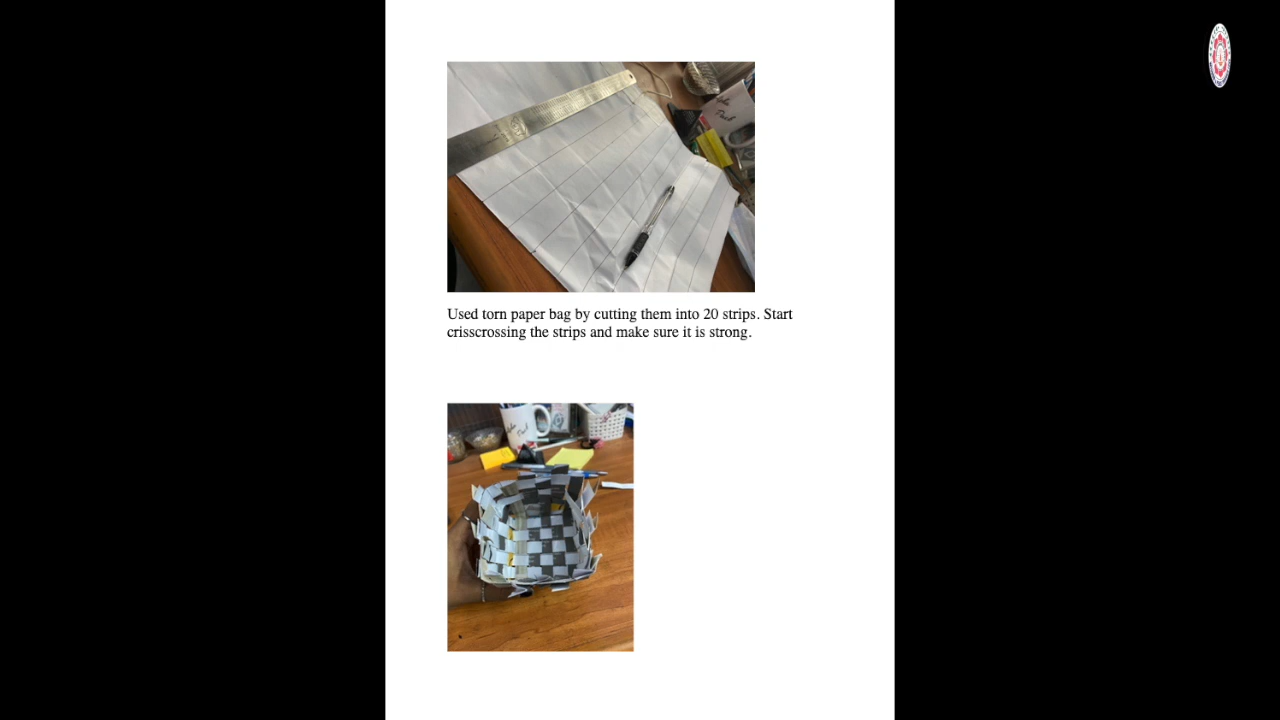 Used torn paper bag by cutting them into 20 strips. Start
crisscrossing the strips and make sure it is strong.